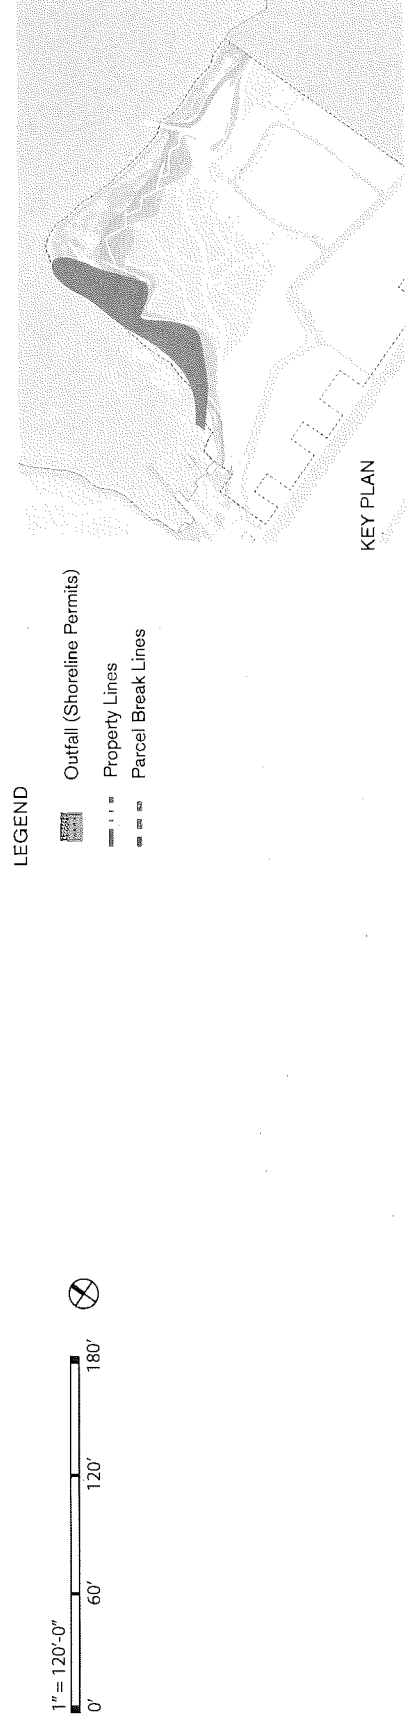 LEGEND
Outfall (Shoreline Permits)
Property Lines
Parcel Break Lines
KEY PLAN
1" = 120'-0"
0' 60' 120' 180'